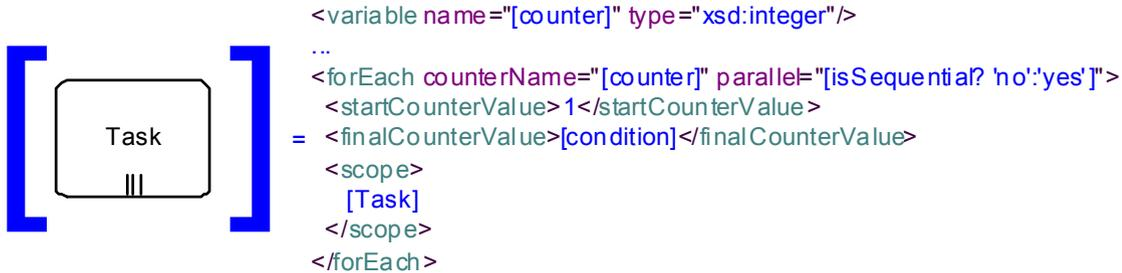 <variable name="[counter]" type="xsd:integer"/>
...
<forEach counterName="[counter]" parallel="[isSequential? 'no':'yes']">
<startCounterValue>1</startCounterValue>
Task
= <finalCounterValue>[condition]</finalCounterValue>
<scope>
[Task]
</scope>
</forEach>